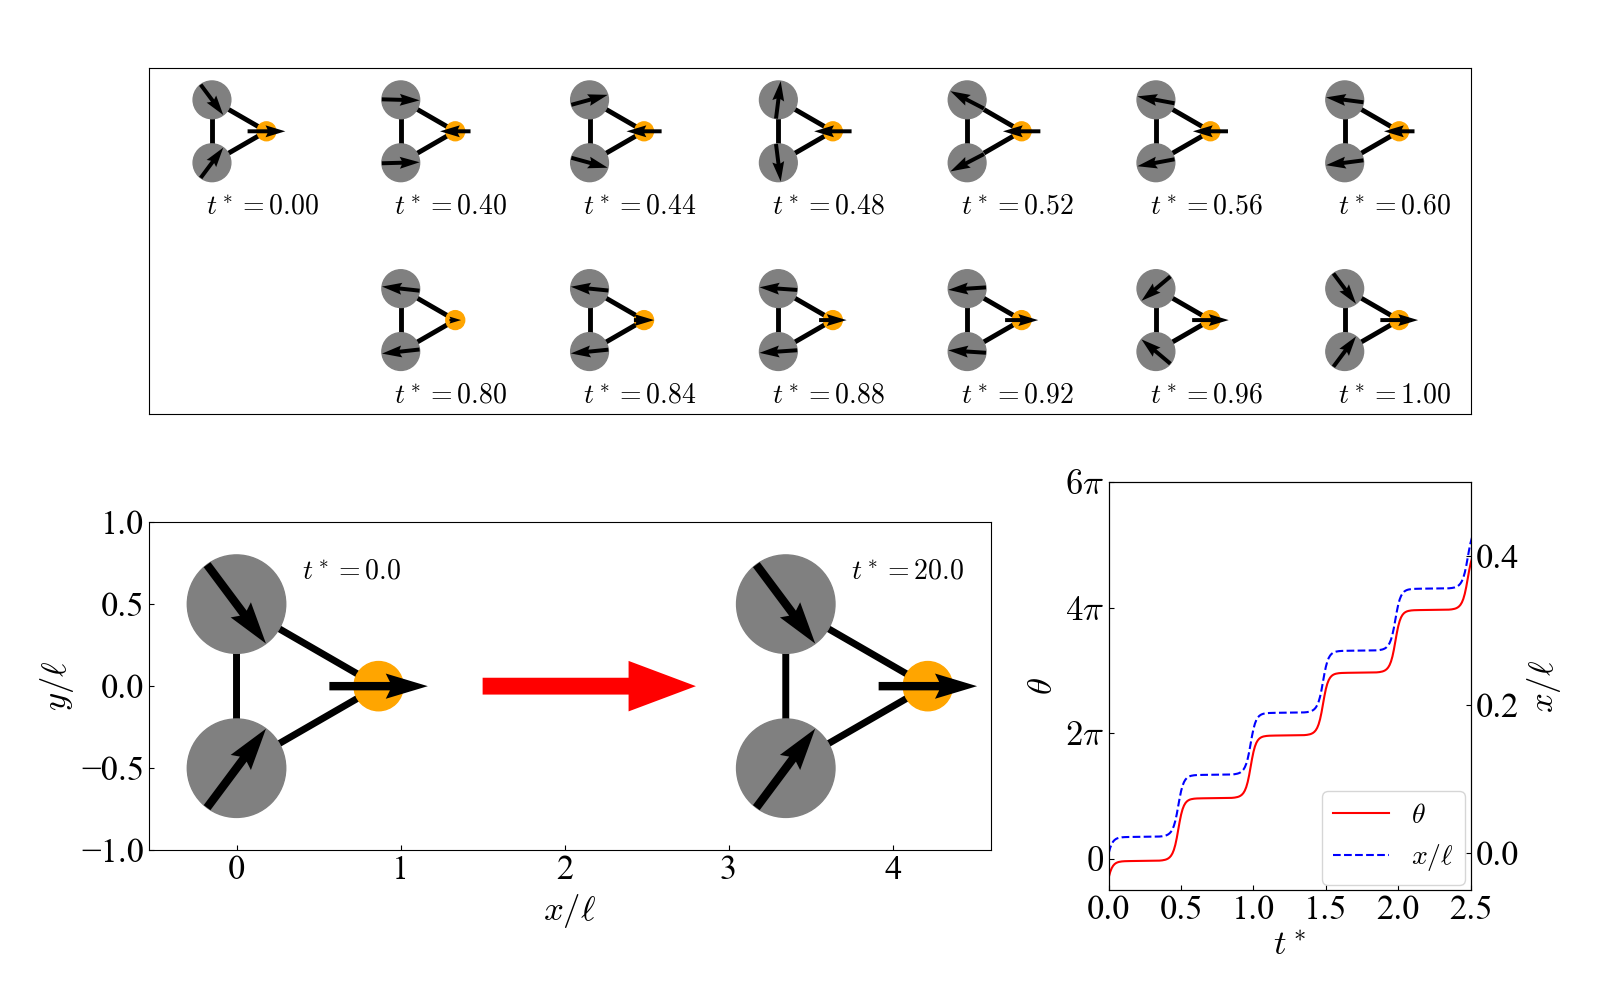 t* = 0.00 t* = 0.40 t* = 0.44 t* = 0.48 t* = 0.52 t* = 0.56 t* = 0.60
t* = 0.80 t* = 0.84 t* = 0.88 t* = 0.92 t* = 0.96 t* = 1.00
1.0
0.5
0.0
−0.5
−1.0
y/ℓ
t* = 0.0 t* = 20.0
0 1 2 3 4
x/ℓ
6π
4π
2π
0
θ
0.4
0.2
0.0
x/ℓ
θ
x/ℓ
0.0 0.5 1.0 1.5 2.0 2.5
t*